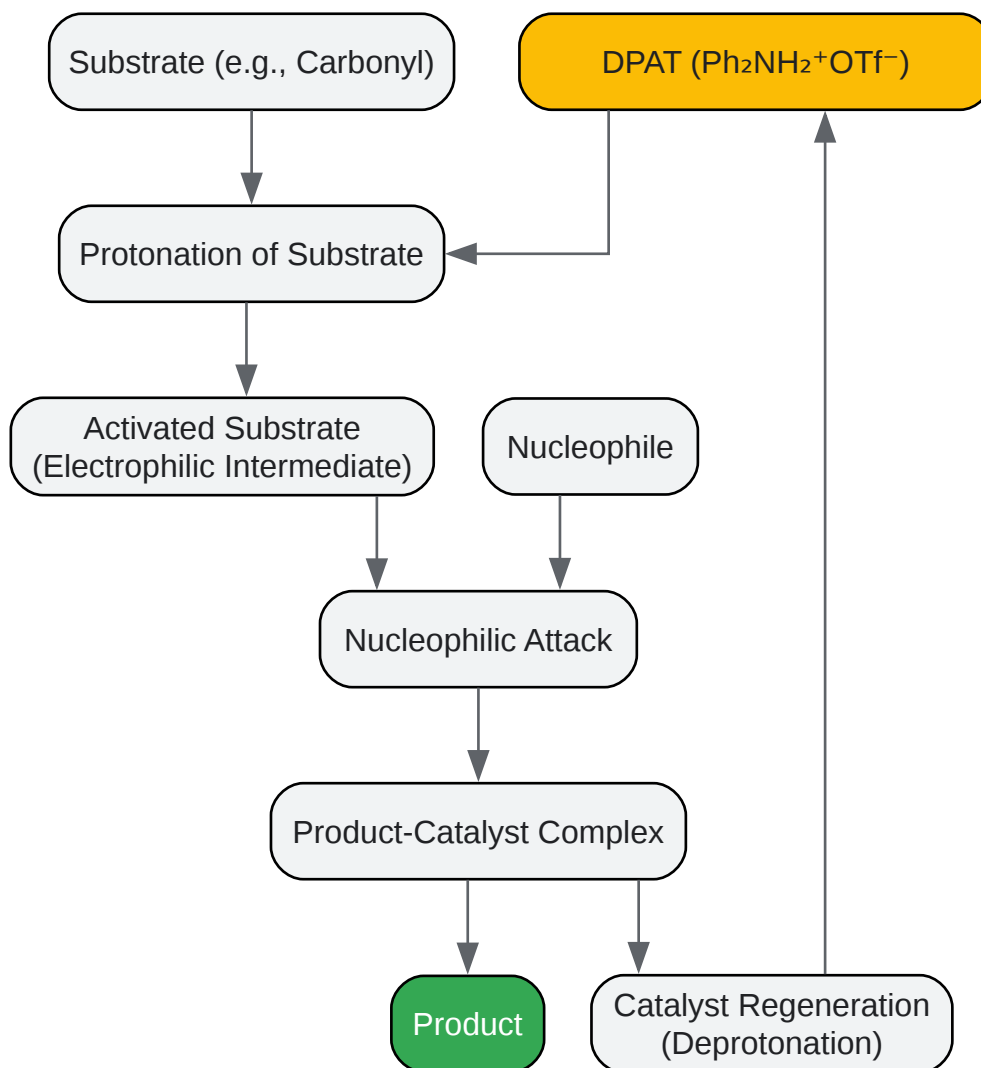 Substrate (e.g., Carbonyl)
DPAT (Ph₂NH₂⁺OTf⁻)
Protonation of Substrate
Activated Substrate
(Electrophilic Intermediate)
Nucleophile
Nucleophilic Attack
Product-Catalyst Complex
Product
Catalyst Regeneration
(Deprotonation)